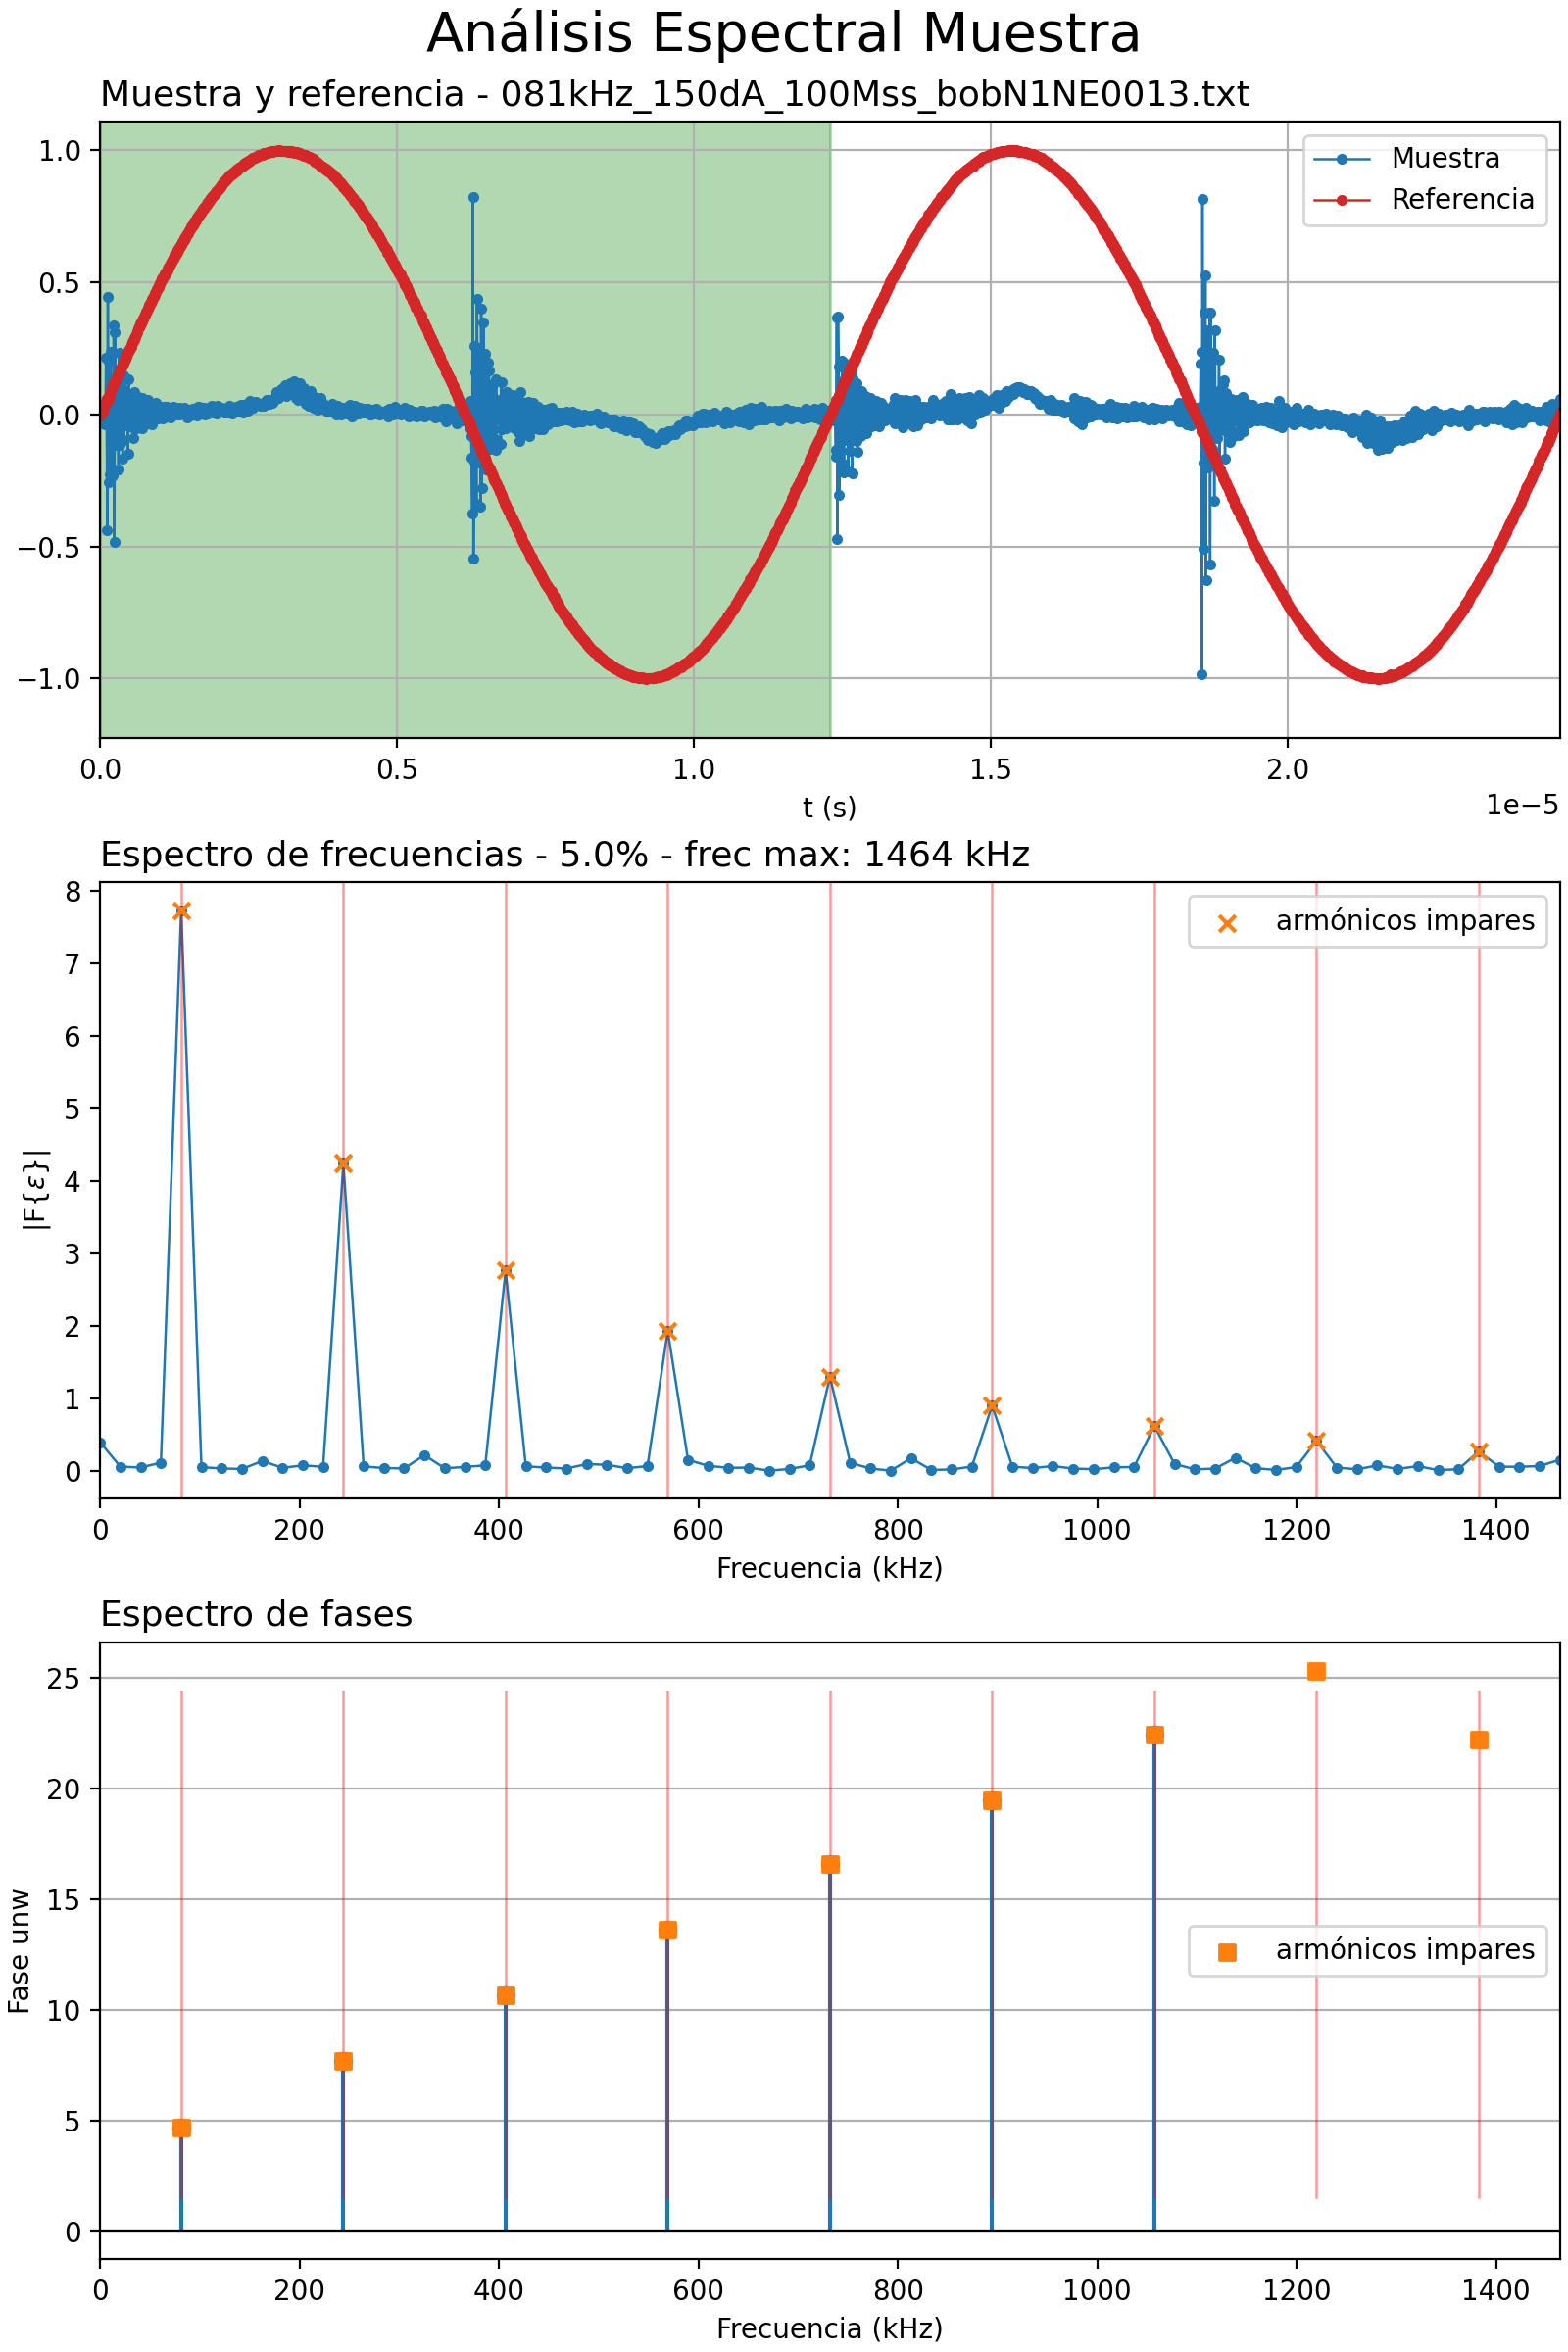 Análisis Espectral Muestra
Muestra y referencia - 081kHz_150dA_100Mss_bobN1NE0013.txt
1.0
0.5
0.0
−0.5
−1.0
Muestra
Referencia
0.0 0.5 1.0 1.5 2.0
t (s)
1e−5
Espectro de frecuencias - 5.0% - frec max: 1464 kHz
8
7
6
5
4
3
2
1
0
|F{ε}|
armónicos impares
0 200 400 600 800 1000 1200 1400
Frecuencia (kHz)
Espectro de fases
25
20
15
10
5
0
Fase unw
armónicos impares
0 200 400 600 800 1000 1200 1400
Frecuencia (kHz)